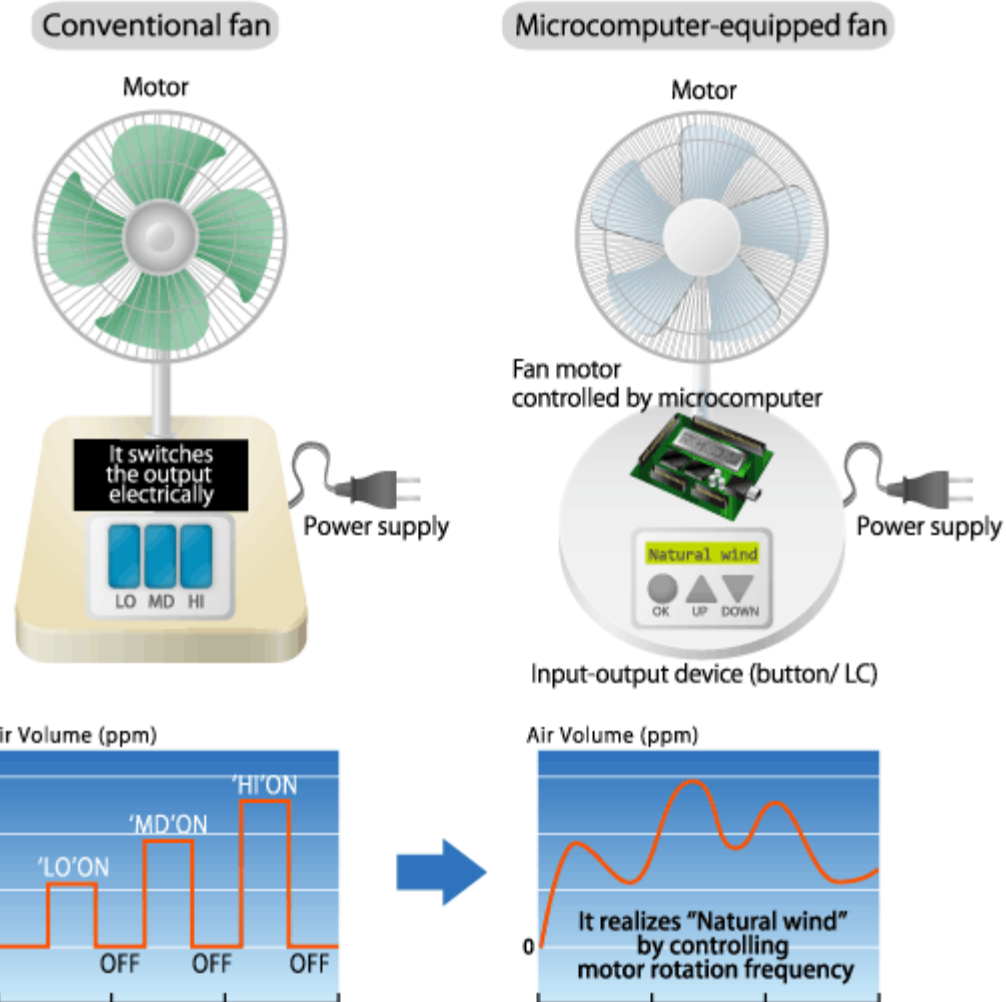 Conventional fan
Microcomputer-equipped fan
Motor
Motor
Fan motor
controlled by microcomputer
It switches
the output
electrically
Power supply
Power supply
LO MD HI
Natural wind
OK UP DOWN
Input-output device (button/ LC)
ir Volume (ppm)
Air Volume (ppm)
'LO'ON
'MD'ON
'HI'ON
OFF OFF OFF
0
It realizes “Natural wind”
by controlling
motor rotation frequency